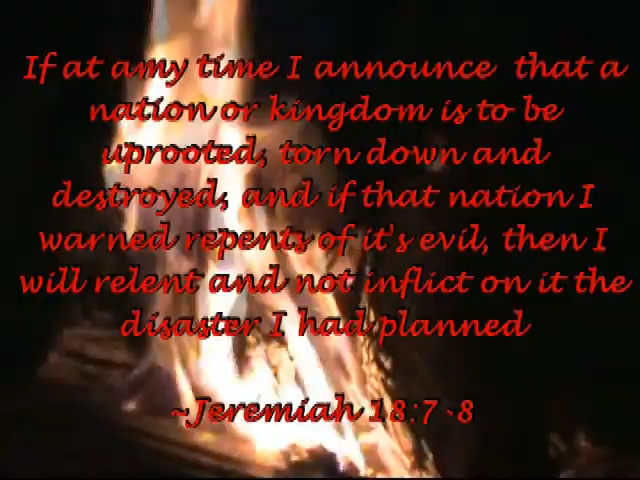 If at amy time I announce that a
nation or kingdom is to be
uprooted, torn down and
destroyed, and if that nation I
warned repents of it's evil, then I
will relent and not inflict on it the
disaster I had planned
~Jeremiah 18:7-8